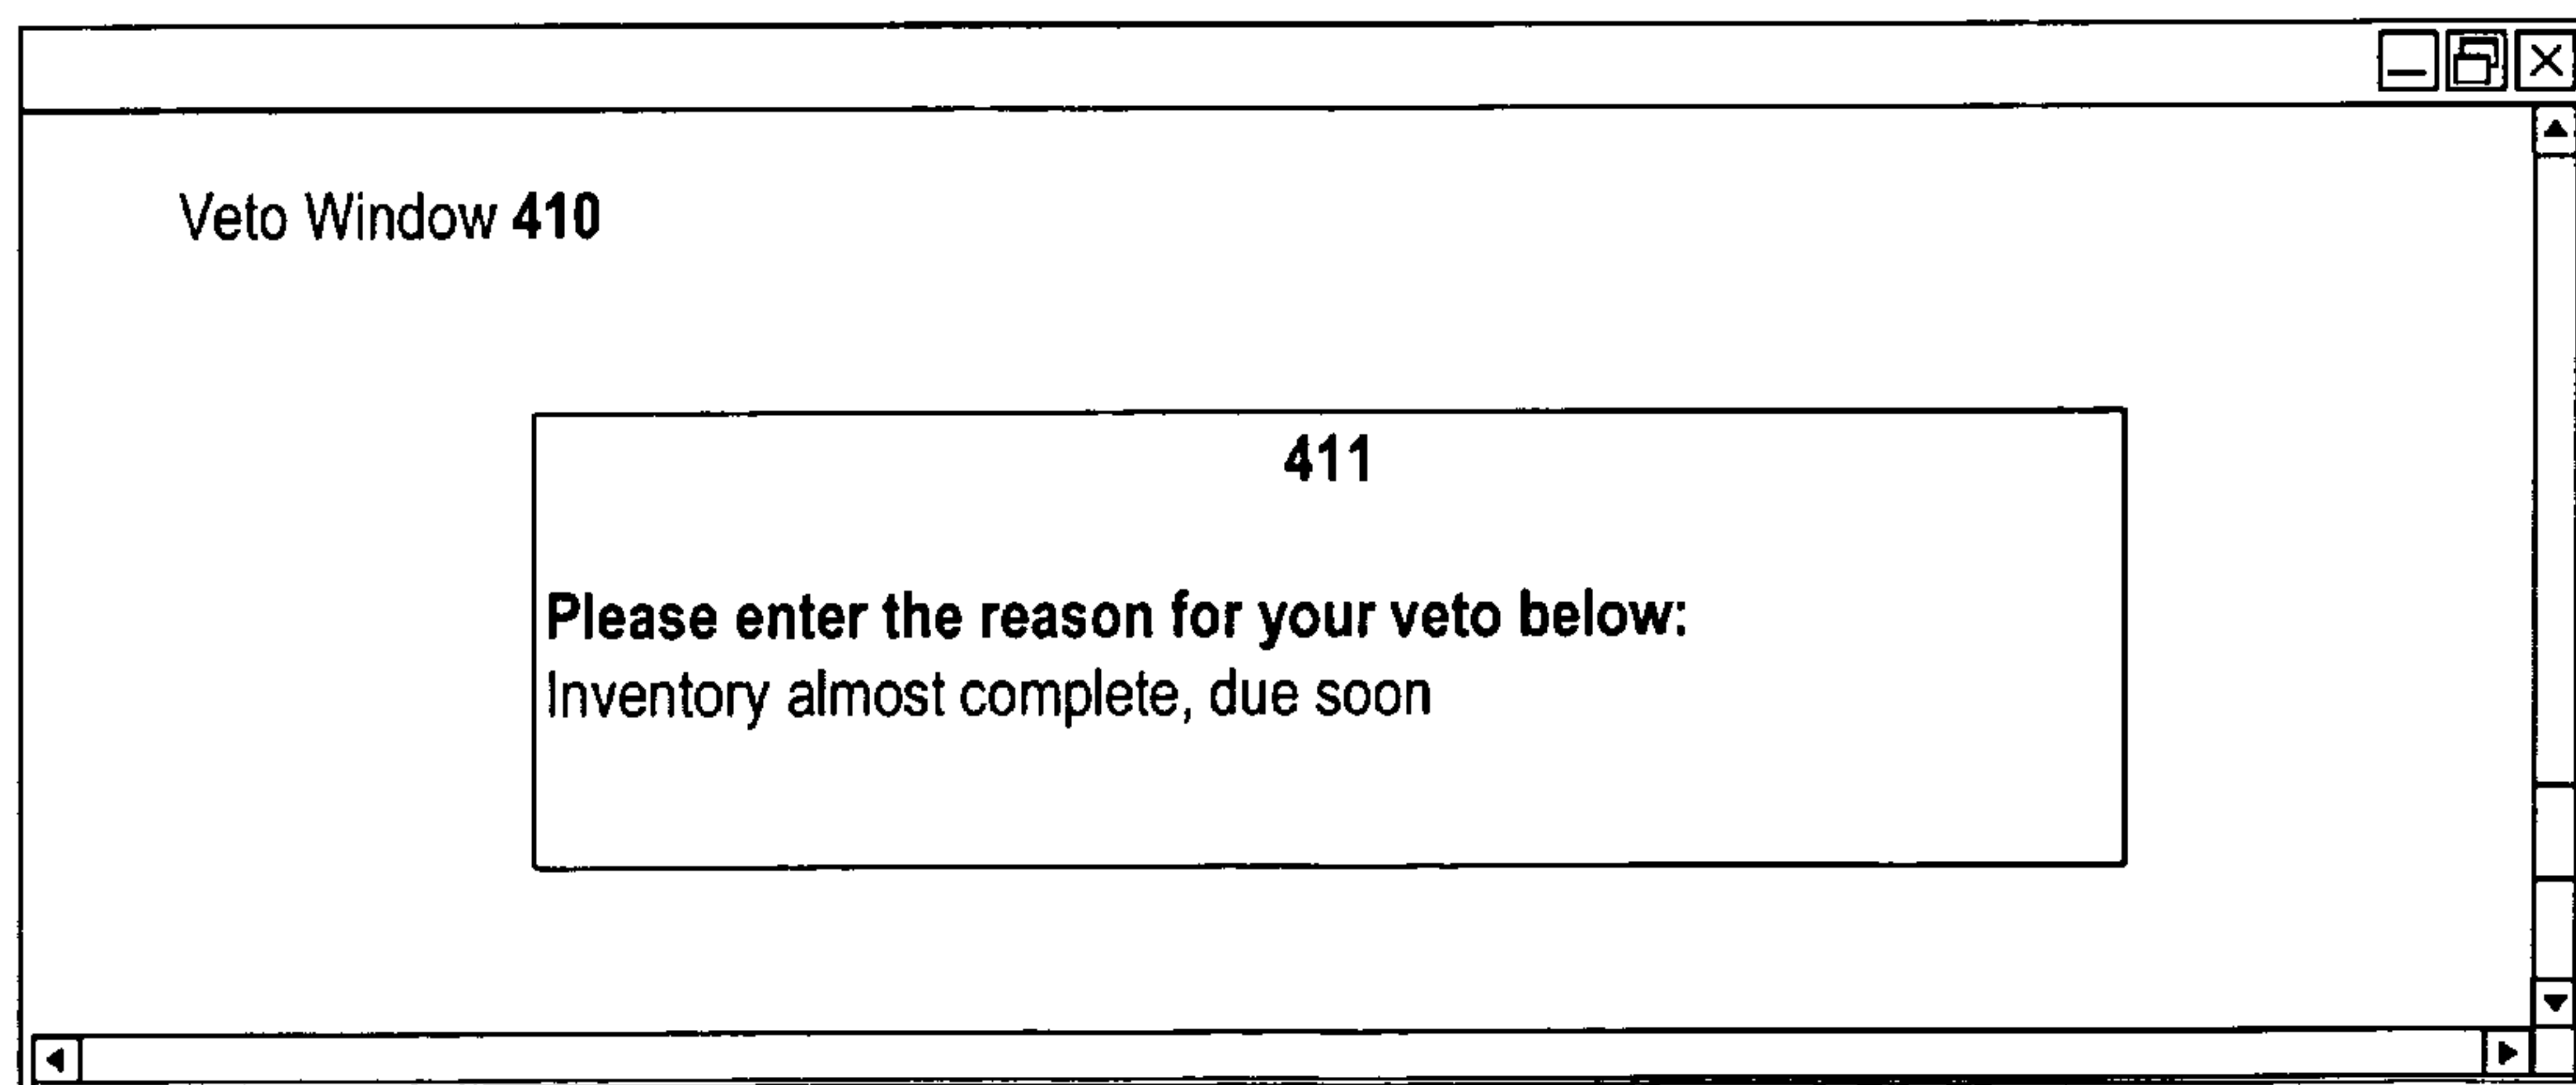 Veto Window 410
411
Please enter the reason for your veto below:
Inventory almost complete, due soon